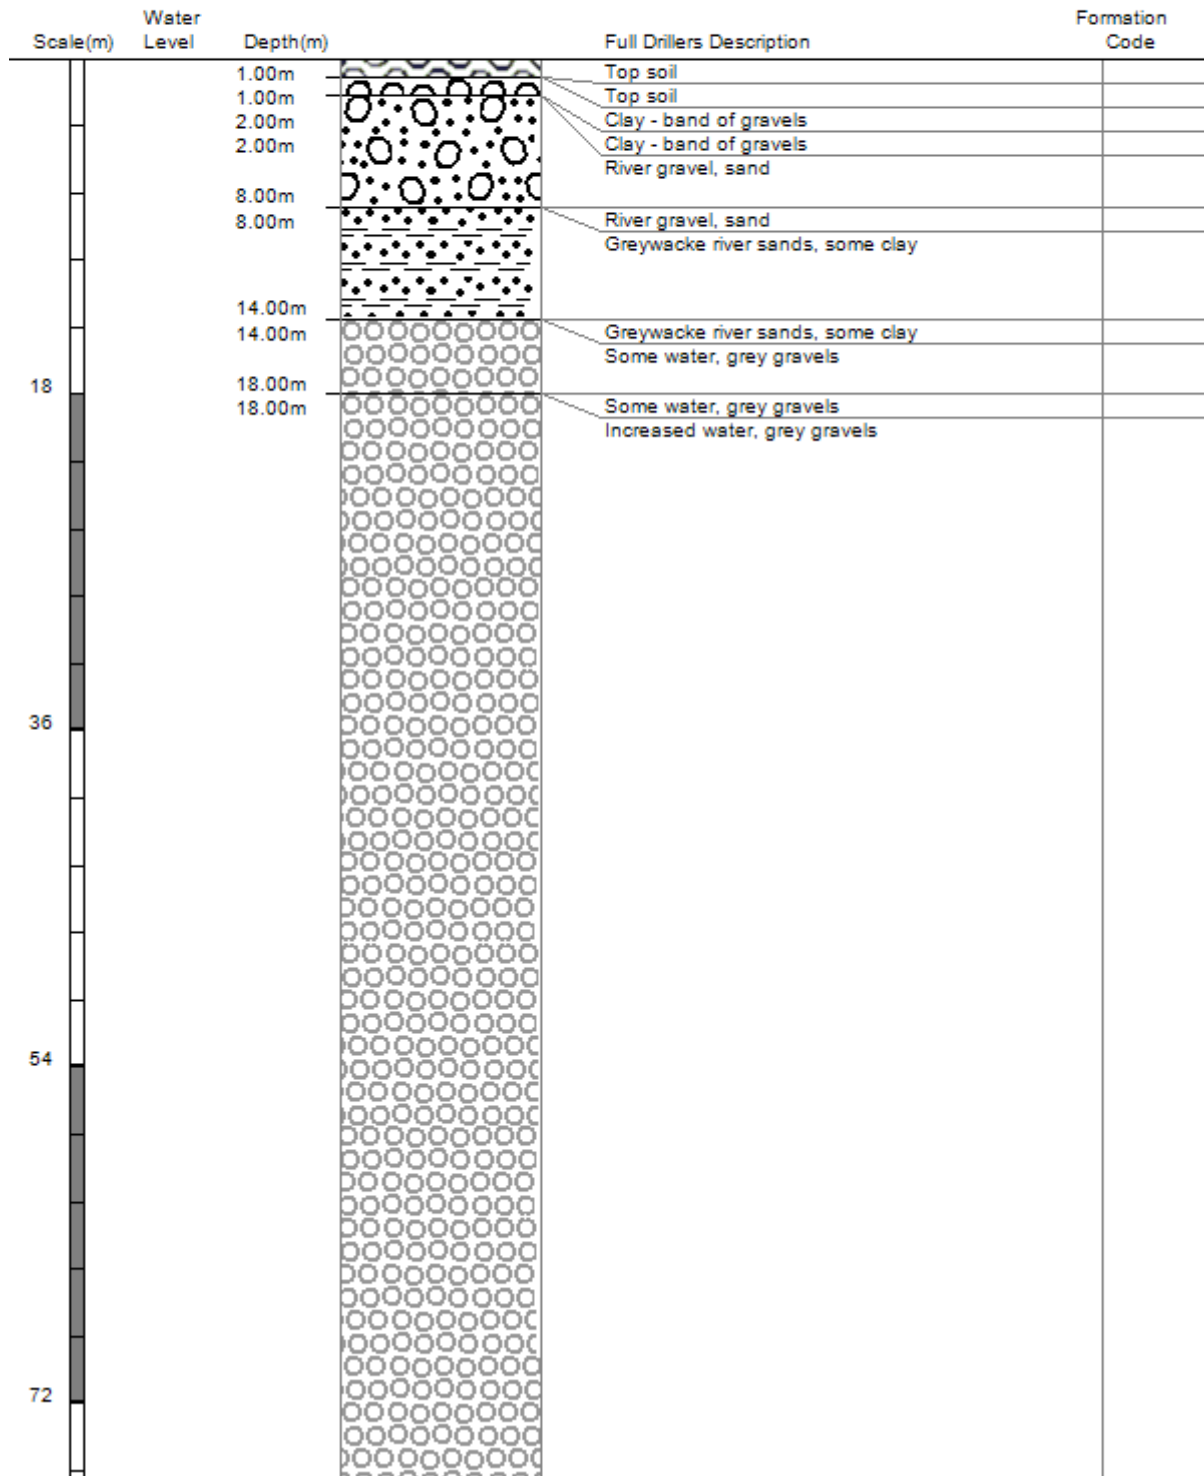 Water
Formation
Scale(m) Level Depth(m) Full Drillers Description Code
1.00m Top soil
1.00m Top soil
2.00m Clay - band of gravels
2.00m Clay - band of gravels
River gravel, sand
8.00m
8.00m River gravel, sand
Greywacke river sands, some clay
14.00m
14.00m Greywacke river sands, some clay
Some water, grey gravels
18 18.00m
18.00m Some water, grey gravels
Increased water, grey gravels
36
54
72